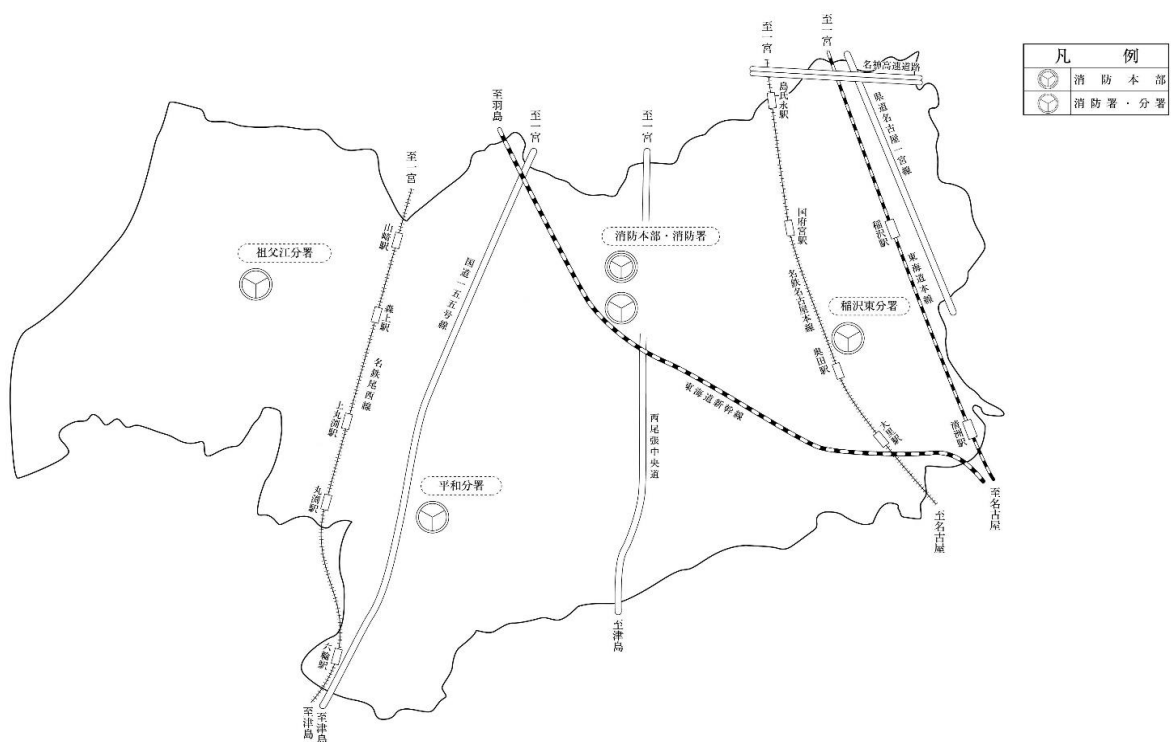 凡例
消防本部
消防署・分署
至一宮
至一宮
名神高速道路
島氏永駅
県道名古屋一宮線
至羽島
至一宮
至一宮
至一宮
山崎駅
国府宮駅
稲沢駅
消防本部・消防署
祖父江分署
国道一五五号線
東海道本線
名鉄名古屋本線
稲沢東分署
森上駅
名鉄尾西線
奥田駅
東海道新幹線
上丸渕駅
西尾張中央道
大里駅
清洲駅
丸渕駅
平和分署
至名古屋
至名古屋
至津島
六輪駅
至津島
至津島